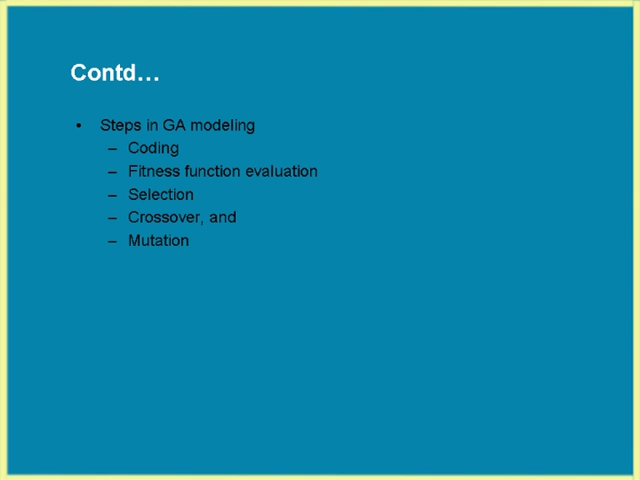 Contd…
• Steps in GA modeling
– Coding
– Fitness function evaluation
– Selection
– Crossover, and
– Mutation